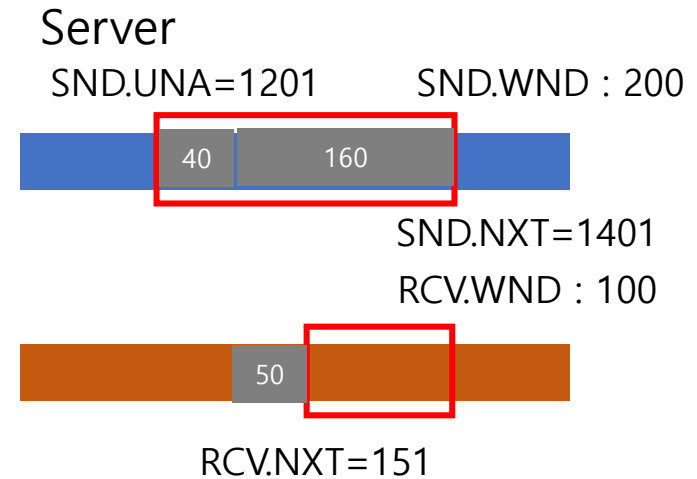 Server
SND.UNA=1201 SND.WND : 200
40 160
SND.NXT=1401
RCV.WND : 100
50
RCV.NXT=151